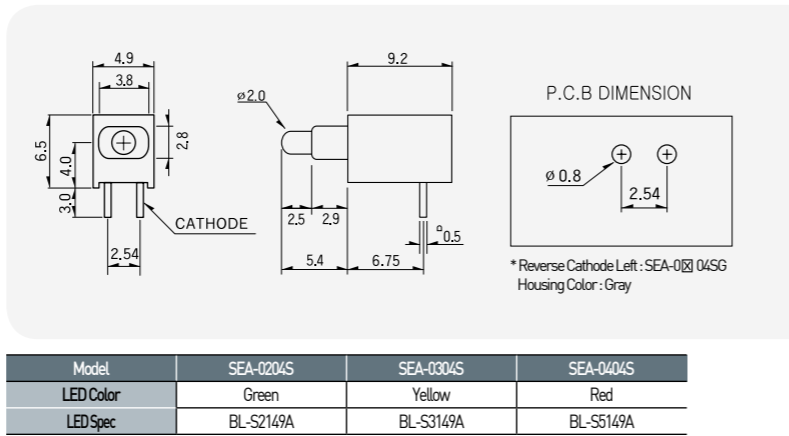 4.9
3.8
6.5
4.0
3.0
2.8
CATHODE
2.54
9.2
ø2.0
2.5
2.9
5.4
6.75
□0.5
P.C.B DIMENSION
ø 0.8
2.54
* Reverse Cathode Left : SEA-0☒ 04SG
Housing Color : Gray
Model SEA-0204S SEA-0304S SEA-0404S
LED Color Green Yellow Red
LED Spec BL-S2149A BL-S3149A BL-S5149A